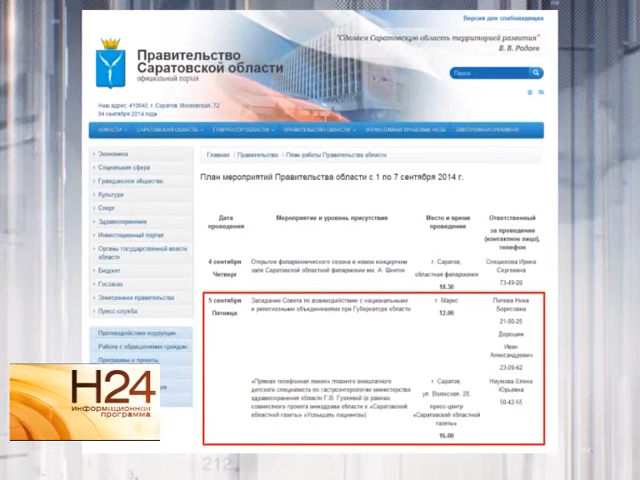 Версия для слабовидящих
"Сделаем Саратовскую область территорией развития"
В. В. Радаев
Правительство
Саратовской области
официальный портал
Поиск
Наш адрес: 410042, г. Саратов, Московская, 72
04 сентября 2014 года
НОВОСТИ
САРАТОВСКАЯ ОБЛАСТЬ
ГУБЕРНАТОР ОБЛАСТИ
ПРАВИТЕЛЬСТВО ОБЛАСТИ
НОРМАТИВНЫЕ ПРАВОВЫЕ АКТЫ
ЭЛЕКТРОННАЯ ПРИЕМНАЯ
Экономика
Социальная сфера
Гражданское общество
Культура
Спорт
Здравоохранение
Инвестиционный портал
Органы государственной власти
области
Бюджет
Госзаказ
Электронное правительство
Пресс-служба
Противодействие коррупции
Работа с обращениями граждан
Программы и проекты
Главная / Правительство / План работы Правительства области
План мероприятий Правительства области с 1 по 7 сентября 2014 г.
Дата
проведения
Мероприятие и уровень присутствия
Место и время
проведения
Ответственный
за проведение
(контактное лицо),
телефон
4 сентября
Четверг
Открытие филармонического сезона в новом концертном
зале Саратовской областной филармонии им. А. Шнитке
г. Саратов,
областная филармония
18.30
Ирина
Сергеевна
73-49-28
5 сентября
Пятница
Заседание Совета по взаимодействию с национальными
и религиозными объединениями при Губернаторе области
г. Маркс
12.00
Попова Нина
Борисовна
21-00-26
Дорошин
Иван
Александрович
23-09-62
«Прямая телефонная линия» главного внештатного
детского специалиста по гастроэнтерологии министерства
здравоохранения области Г.В. Гузеевой (в рамках
совместного проекта минздрава области и «Саратовской
областной газеты» «Услышать пациента»)
г. Саратов,
ул. Волжская, 28,
пресс-центр
«Саратовской областной
газеты»
16.00
Наумова Елена
Юрьевна
50-42-55
Н24
информационная
программа
212.